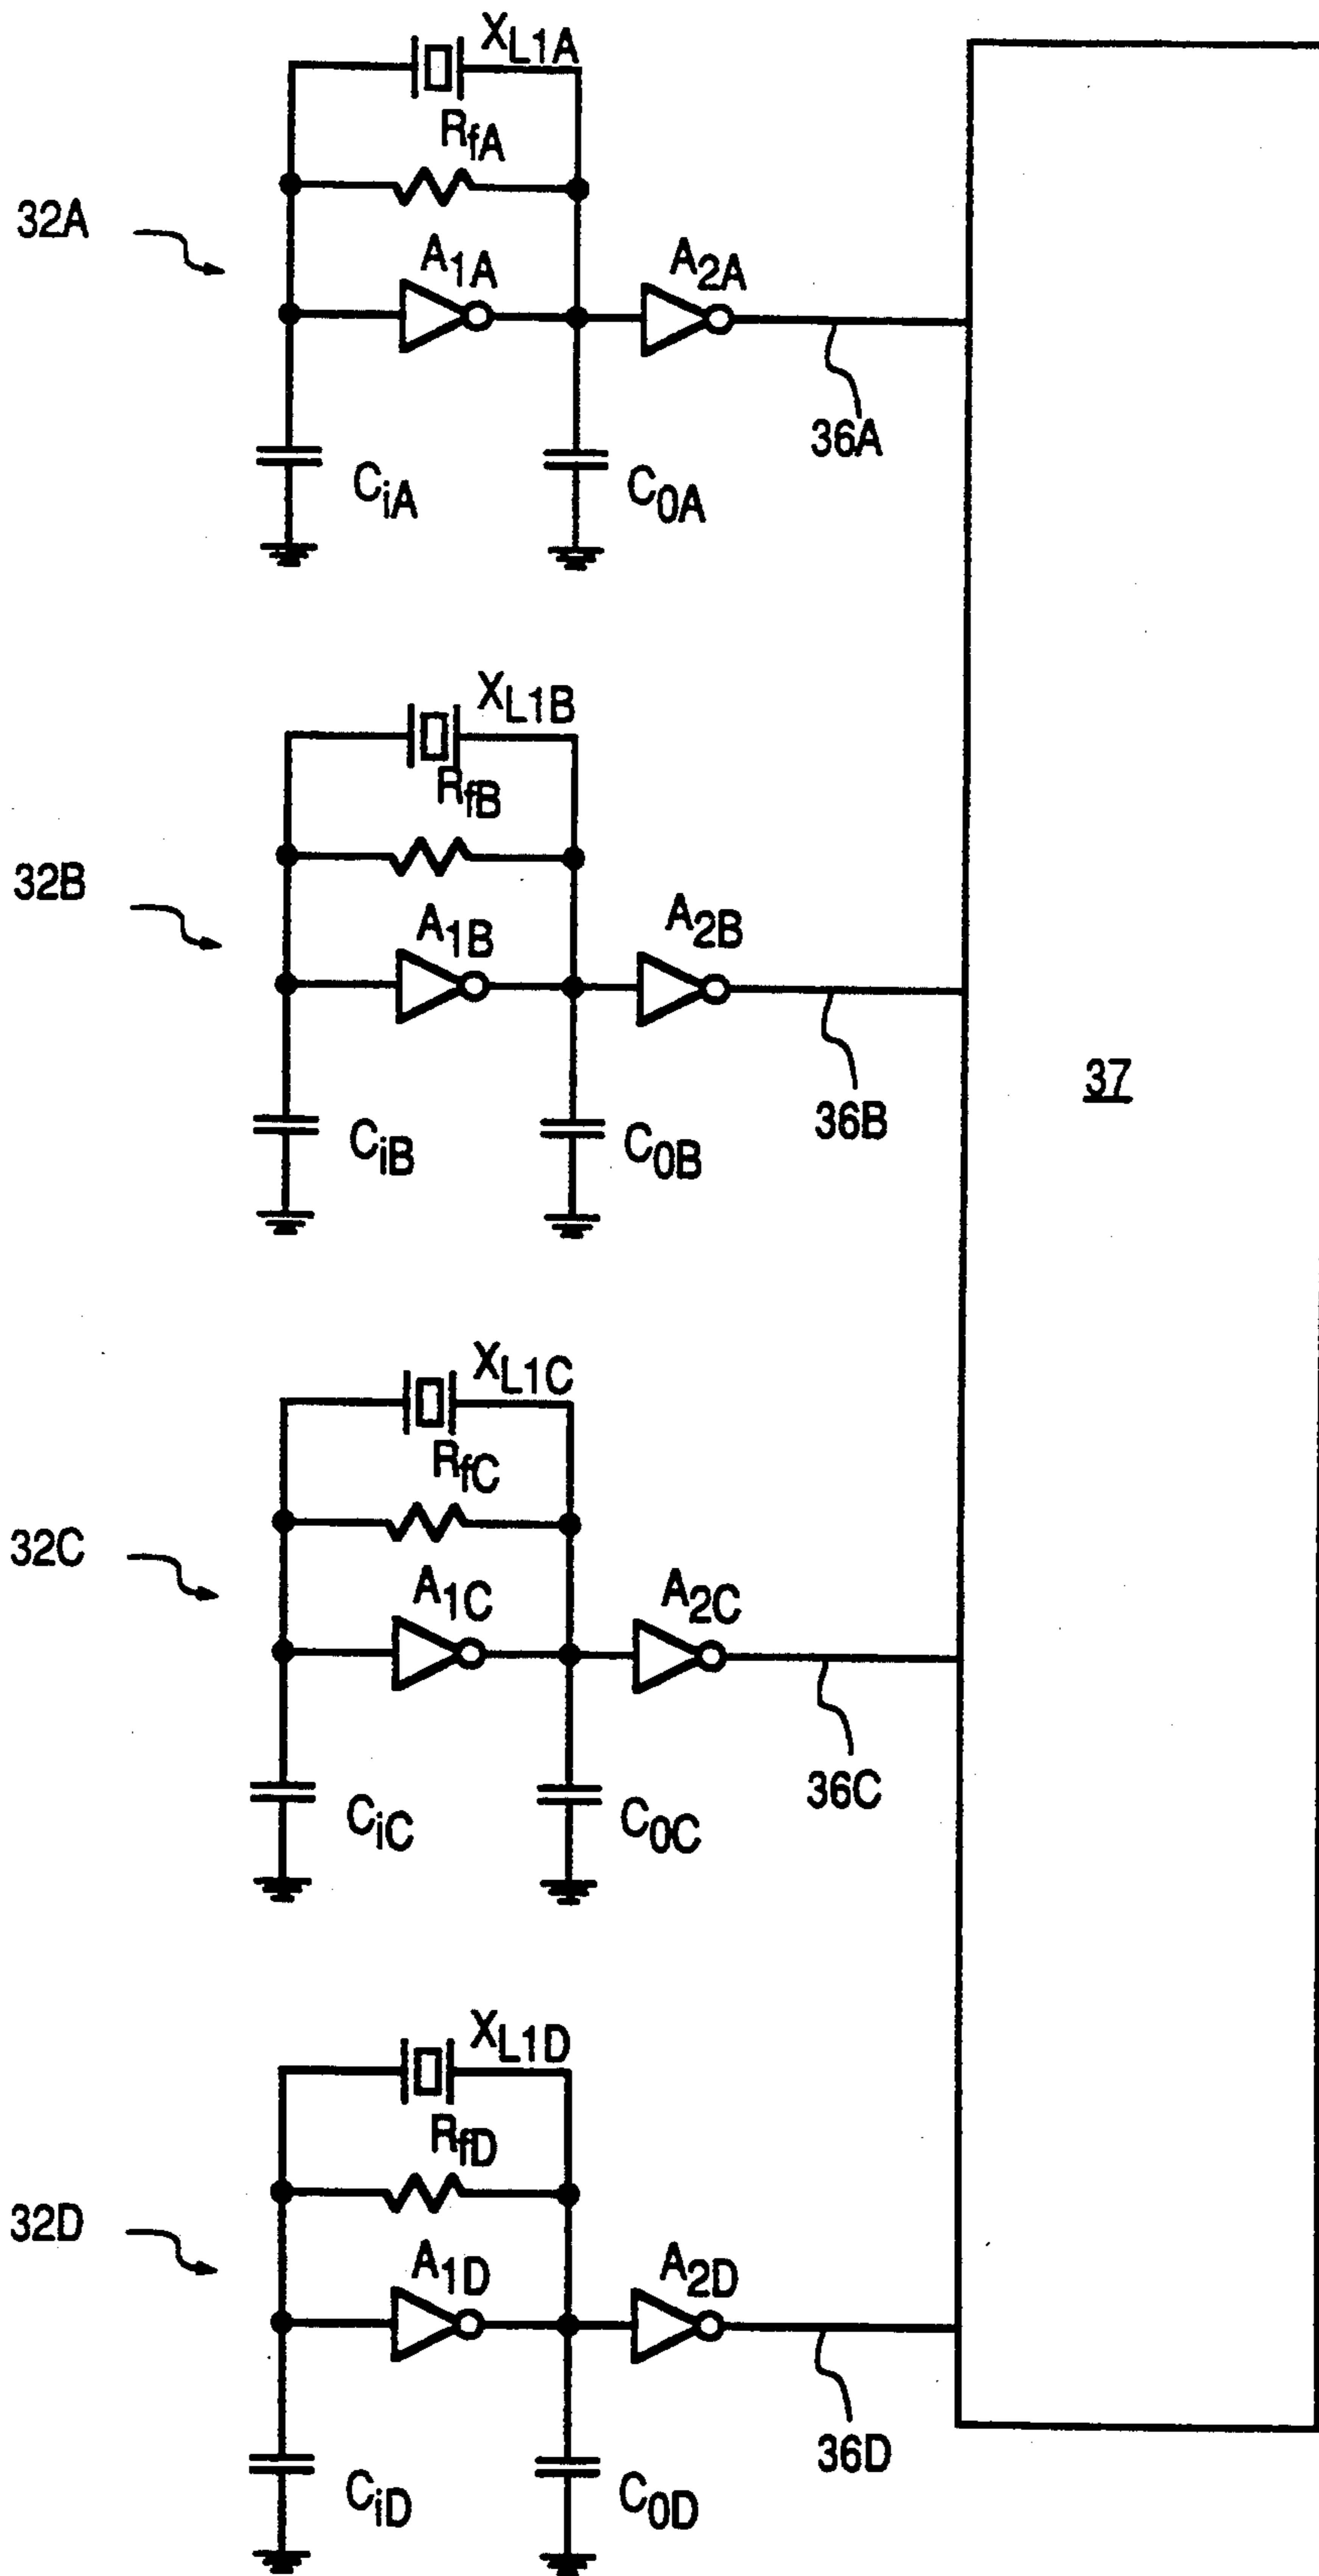 XL1A
RfA
32A
A1A
A2A
36A
CiA
C0A
XL1B
RfB
32B
A1B
A2B
37
36B
CiB
C0B
XL1C
RfC
32C
A1C
A2C
36C
CiC
C0C
XL1D
RfD
32D
A1D
A2D
36D
CiD
C0D